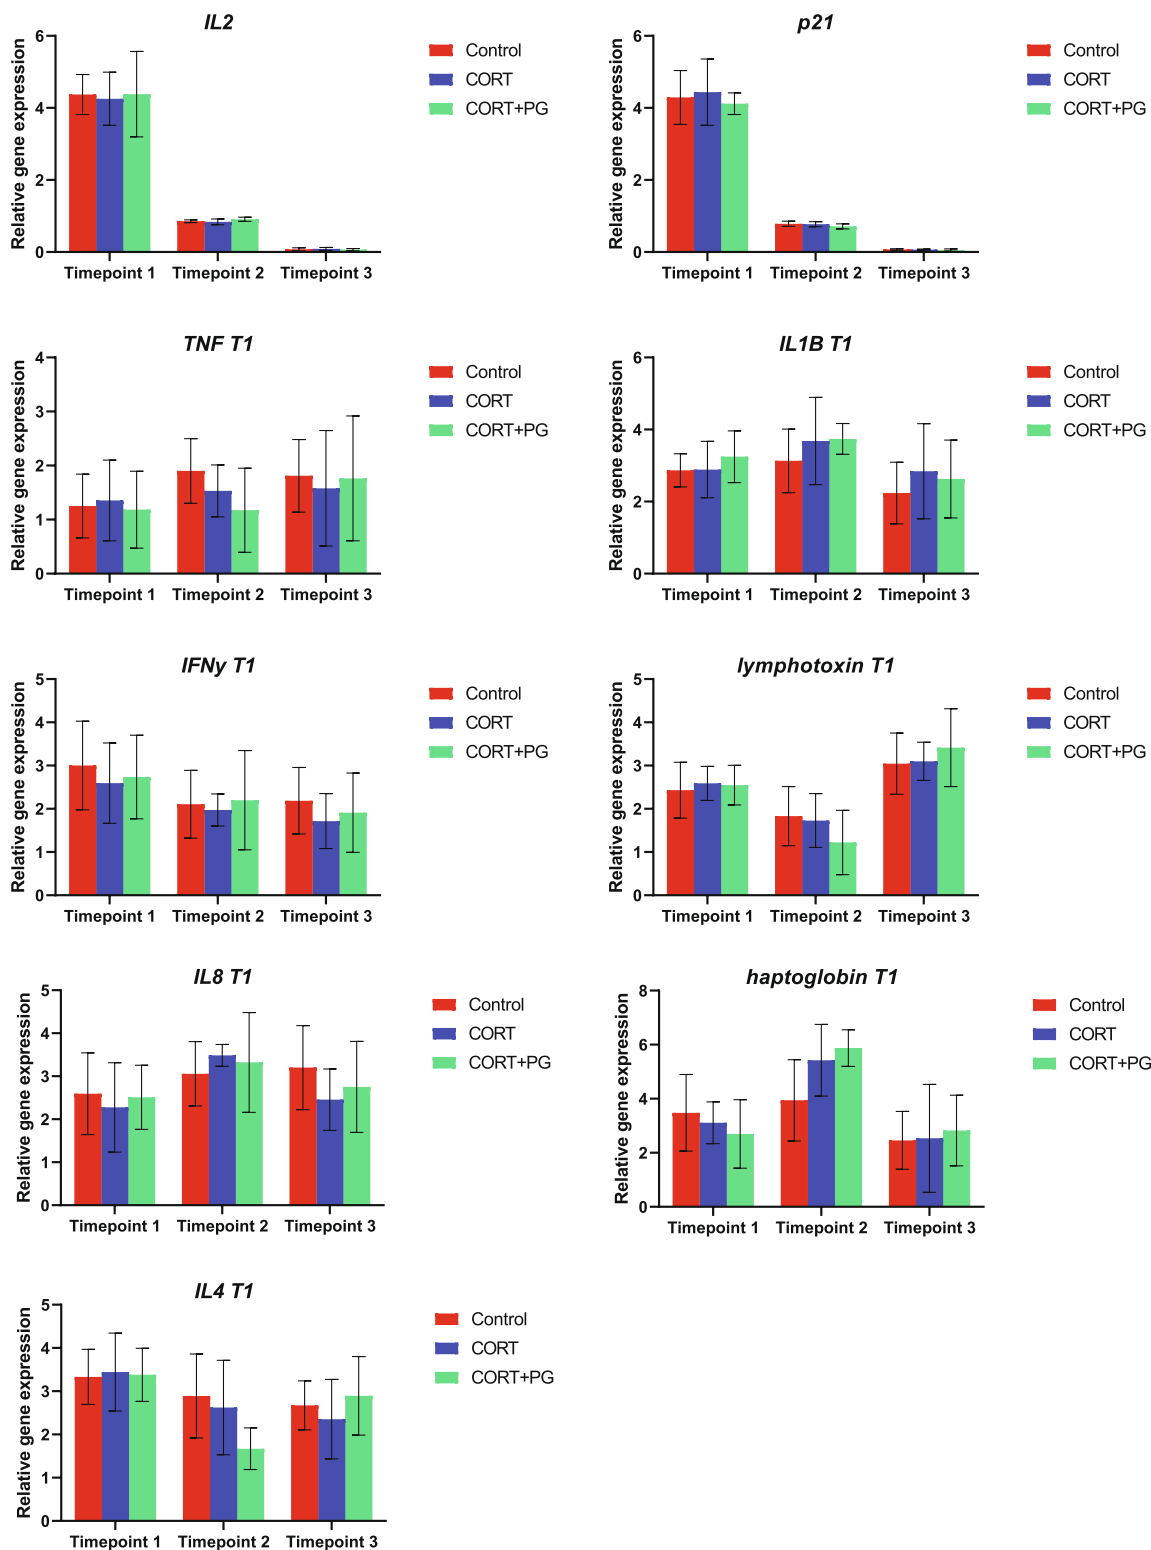 IL2
Relative gene expression
6
4
2
0
Timepoint 1 Timepoint 2 Timepoint 3
Control
CORT
CORT+PG
p21
Relative gene expression
6
4
2
0
Timepoint 1 Timepoint 2 Timepoint 3
Control
CORT
CORT+PG
TNF T1
Relative gene expression
4
3
2
1
0
Timepoint 1 Timepoint 2 Timepoint 3
Control
CORT
CORT+PG
IL1B T1
Relative gene expression
6
4
2
0
Timepoint 1 Timepoint 2 Timepoint 3
Control
CORT
CORT+PG
IFNy T1
Relative gene expression
5
4
3
2
1
0
Timepoint 1 Timepoint 2 Timepoint 3
Control
CORT
CORT+PG
lymphotoxin T1
Relative gene expression
5
4
3
2
1
0
Timepoint 1 Timepoint 2 Timepoint 3
Control
CORT
CORT+PG
IL8 T1
Relative gene expression
5
4
3
2
1
0
Timepoint 1 Timepoint 2 Timepoint 3
Control
CORT
CORT+PG
haptoglobin T1
Relative gene expression
8
6
4
2
0
Timepoint 1 Timepoint 2 Timepoint 3
Control
CORT
CORT+PG
IL4 T1
Relative gene expression
5
4
3
2
1
0
Timepoint 1 Timepoint 2 Timepoint 3
Control
CORT
CORT+PG